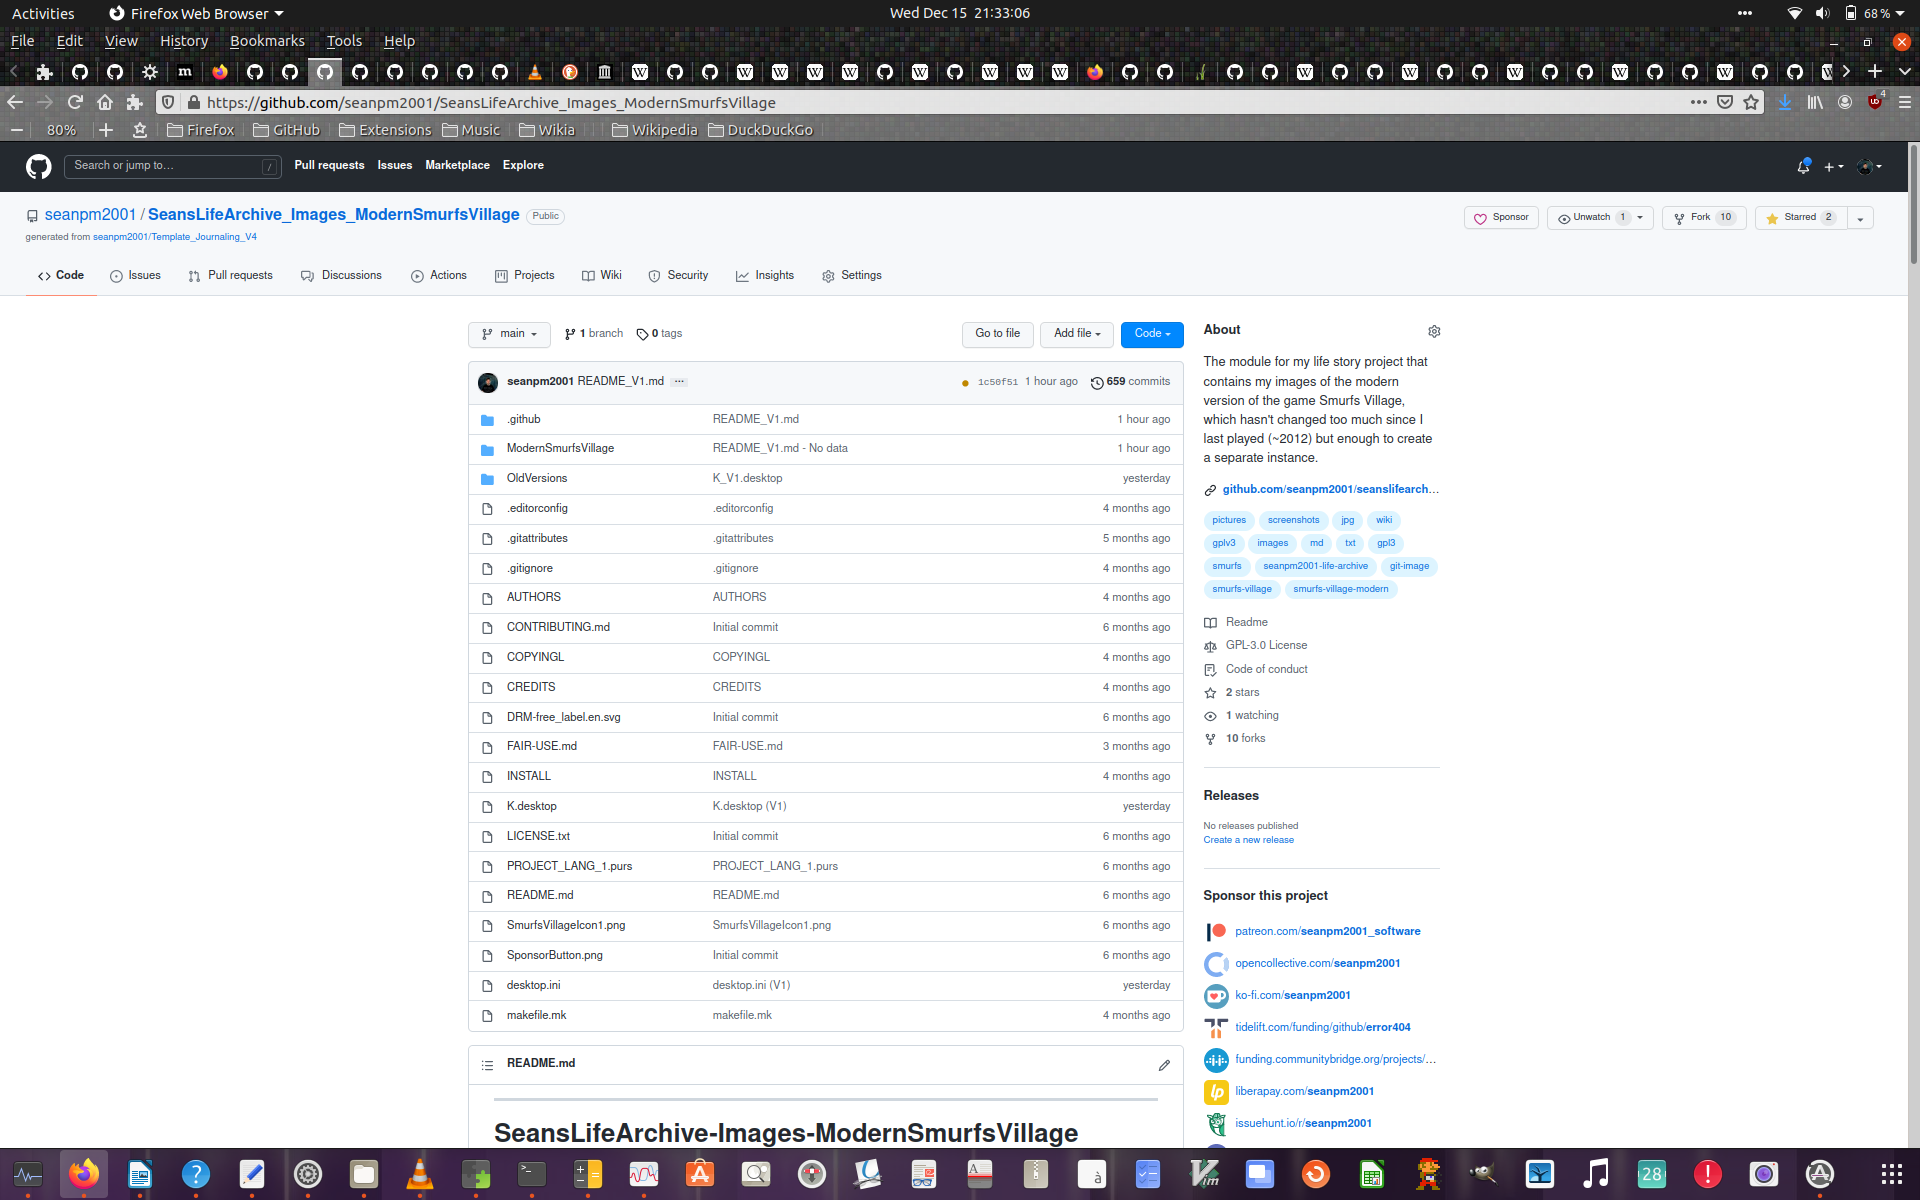 Activities Firefox Web Browser Wed Dec 15 21:33:06 68 %
File Edit View History Bookmarks Tools Help
https://github.com/seanpm2001/SeansLifeArchive_Images_ModernSmurfsVillage 4
80% Firefox GitHub Extensions Music Wikia Wikipedia DuckDuckGo
Search or jump to… / Pull requests Issues Marketplace Explore
seanpm2001 / SeansLifeArchive_Images_ModernSmurfsVillage Public Sponsor Unwatch 1 Fork 10 Starred 2
generated from seanpm2001/Template_Journaling_V4
Code Issues Pull requests Discussions Actions Projects Wiki Security Insights Settings
main 1 branch 0 tags Go to file Add file Code
seanpm2001 README_V1.md ... 1c50f51 1 hour ago 659 commits
.github README_V1.md 1 hour ago
ModernSmurfsVillage README_V1.md - No data 1 hour ago
OldVersions K_V1.desktop yesterday
.editorconfig .editorconfig 4 months ago
.gitattributes .gitattributes 5 months ago
.gitignore .gitignore 4 months ago
AUTHORS AUTHORS 4 months ago
CONTRIBUTING.md Initial commit 6 months ago
COPYINGL COPYINGL 4 months ago
CREDITS CREDITS 4 months ago
DRM-free_label.en.svg Initial commit 6 months ago
FAIR-USE.md FAIR-USE.md 3 months ago
INSTALL INSTALL 4 months ago
K.desktop K.desktop (V1) yesterday
LICENSE.txt Initial commit 6 months ago
PROJECT_LANG_1.purs PROJECT_LANG_1.purs 6 months ago
README.md README.md 6 months ago
SmurfsVillageIcon1.png SmurfsVillageIcon1.png 6 months ago
SponsorButton.png Initial commit 6 months ago
desktop.ini desktop.ini (V1) yesterday
makefile.mk makefile.mk 4 months ago
README.md
SeansLifeArchive-Images-ModernSmurfsVillage
About
The module for my life story project that
contains my images of the modern
version of the game Smurfs Village,
which hasn't changed too much since I
last played (~2012) but enough to create
a separate instance.
github.com/seanpm2001/seanslifearch...
pictures screenshots jpg wiki
gplv3 images md txt gpl3
smurfs seanpm2001-life-archive git-image
smurfs-village smurfs-village-modern
Readme
GPL-3.0 License
Code of conduct
2 stars
1 watching
10 forks
Releases
No releases published
Create a new release
Sponsor this project
patreon.com/seanpm2001_software
opencollective.com/seanpm2001
ko-fi.com/seanpm2001
tidelift.com/funding/github/error404
funding.communitybridge.org/projects/...
liberapay.com/seanpm2001
issuehunt.io/r/seanpm2001
28